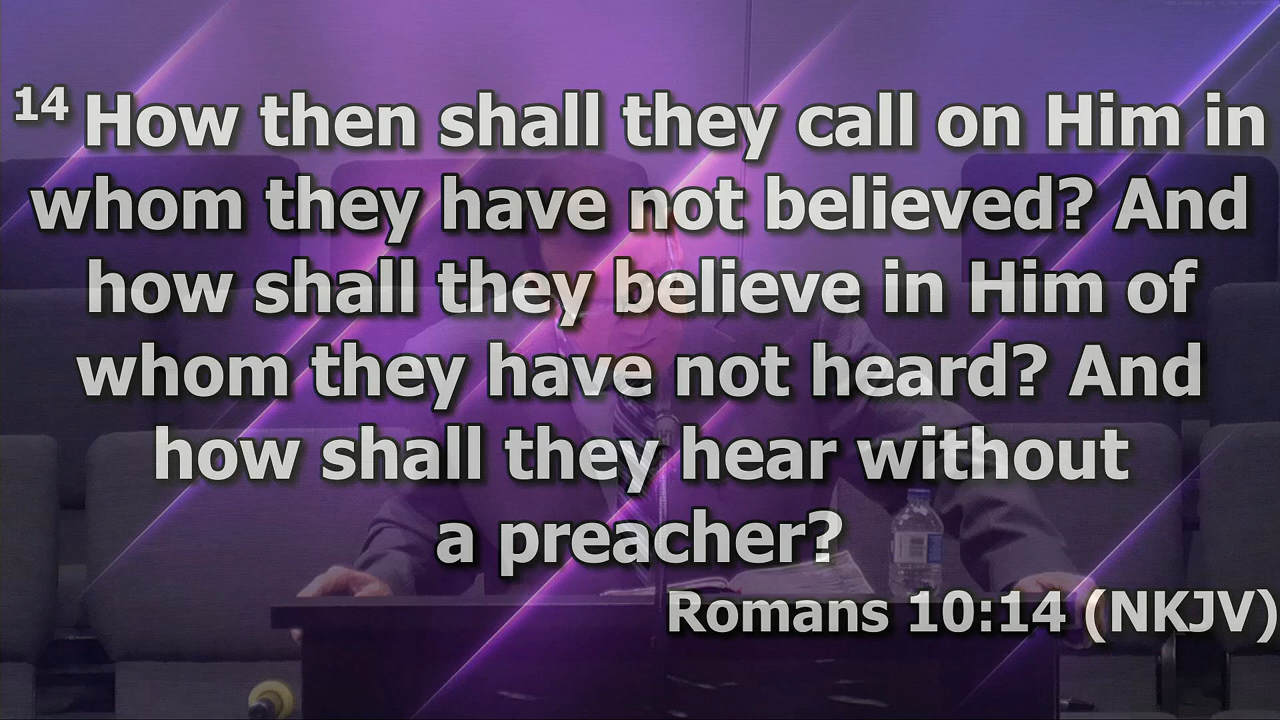 14 How then shall they call on Him in
whom they have not believed? And
how shall they believe in Him of
whom they have not heard? And
how shall they hear without
a preacher?
Romans 10:14 (NKJV)